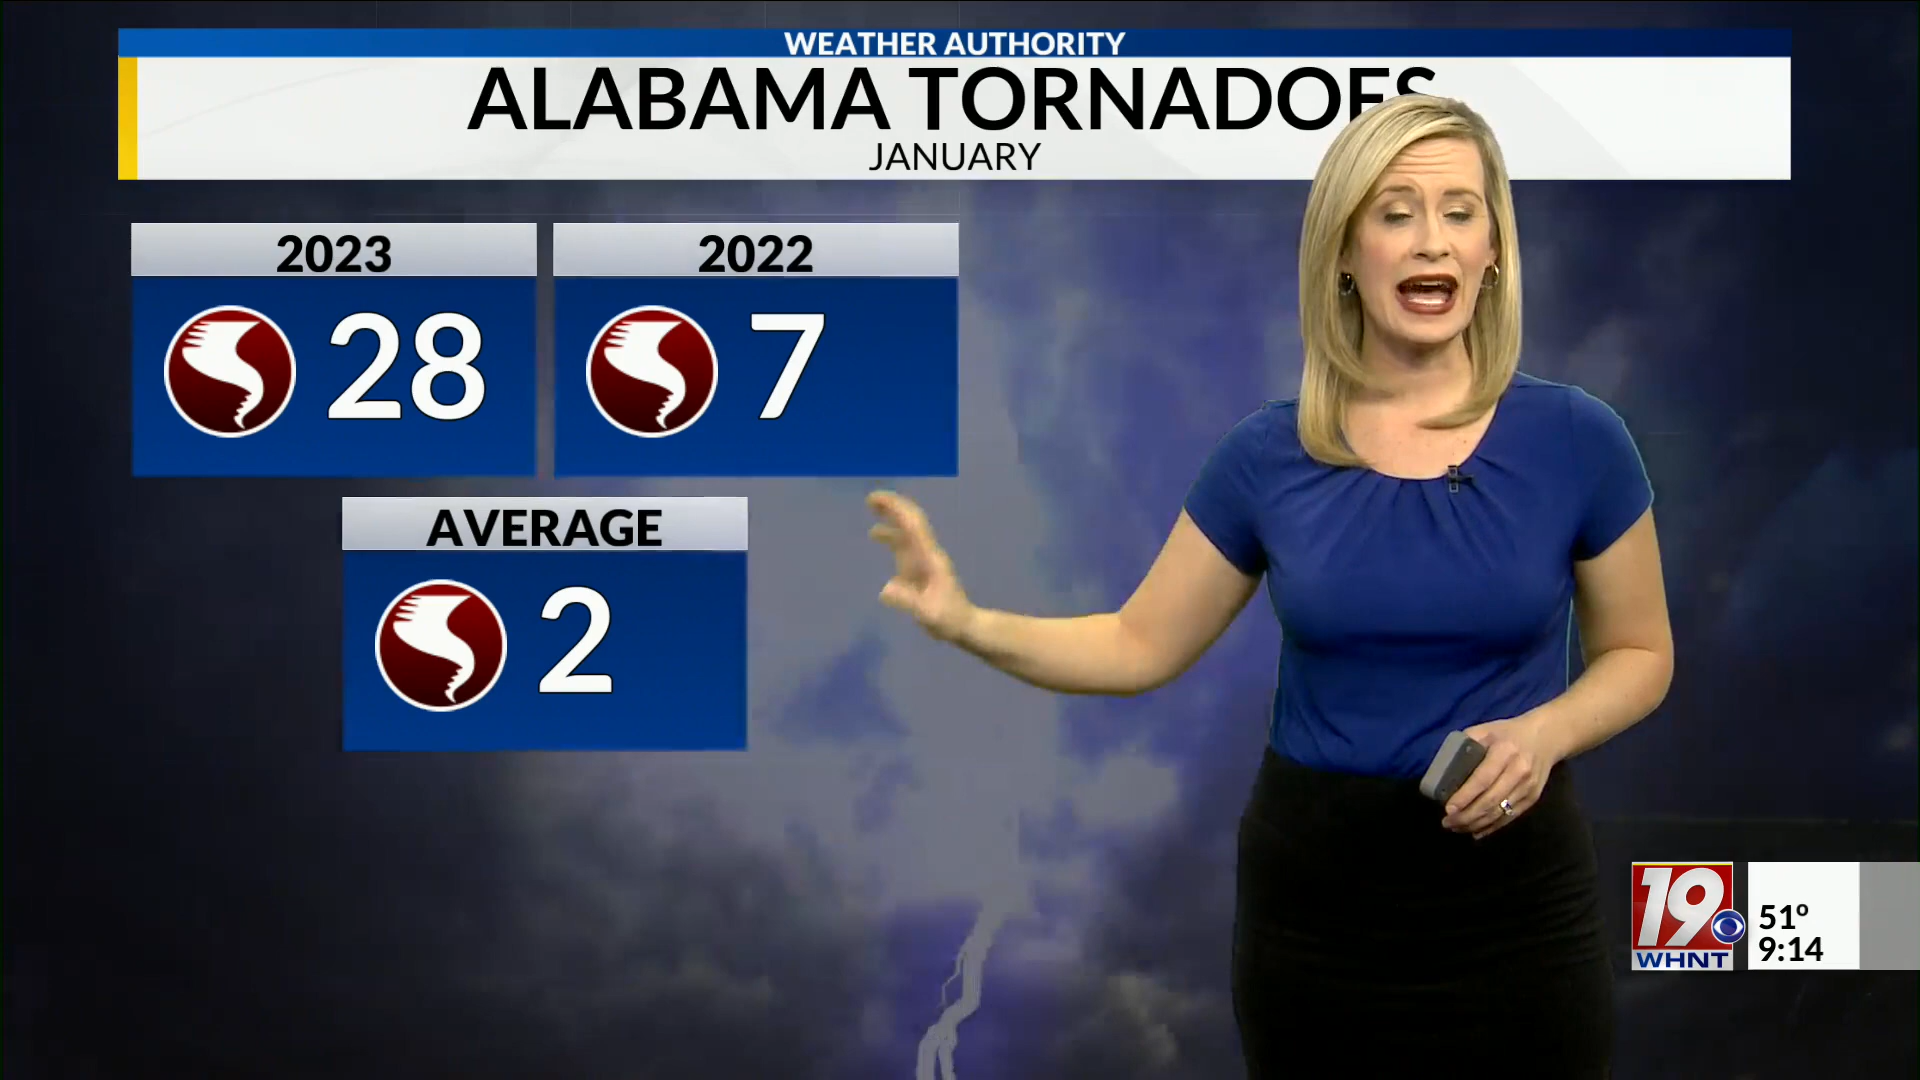 WEATHER AUTHORITY
ALABAMA TORNADOES
JANUARY
2023
28
2022
7
AVERAGE
2
19
WHNT
51°
9:14